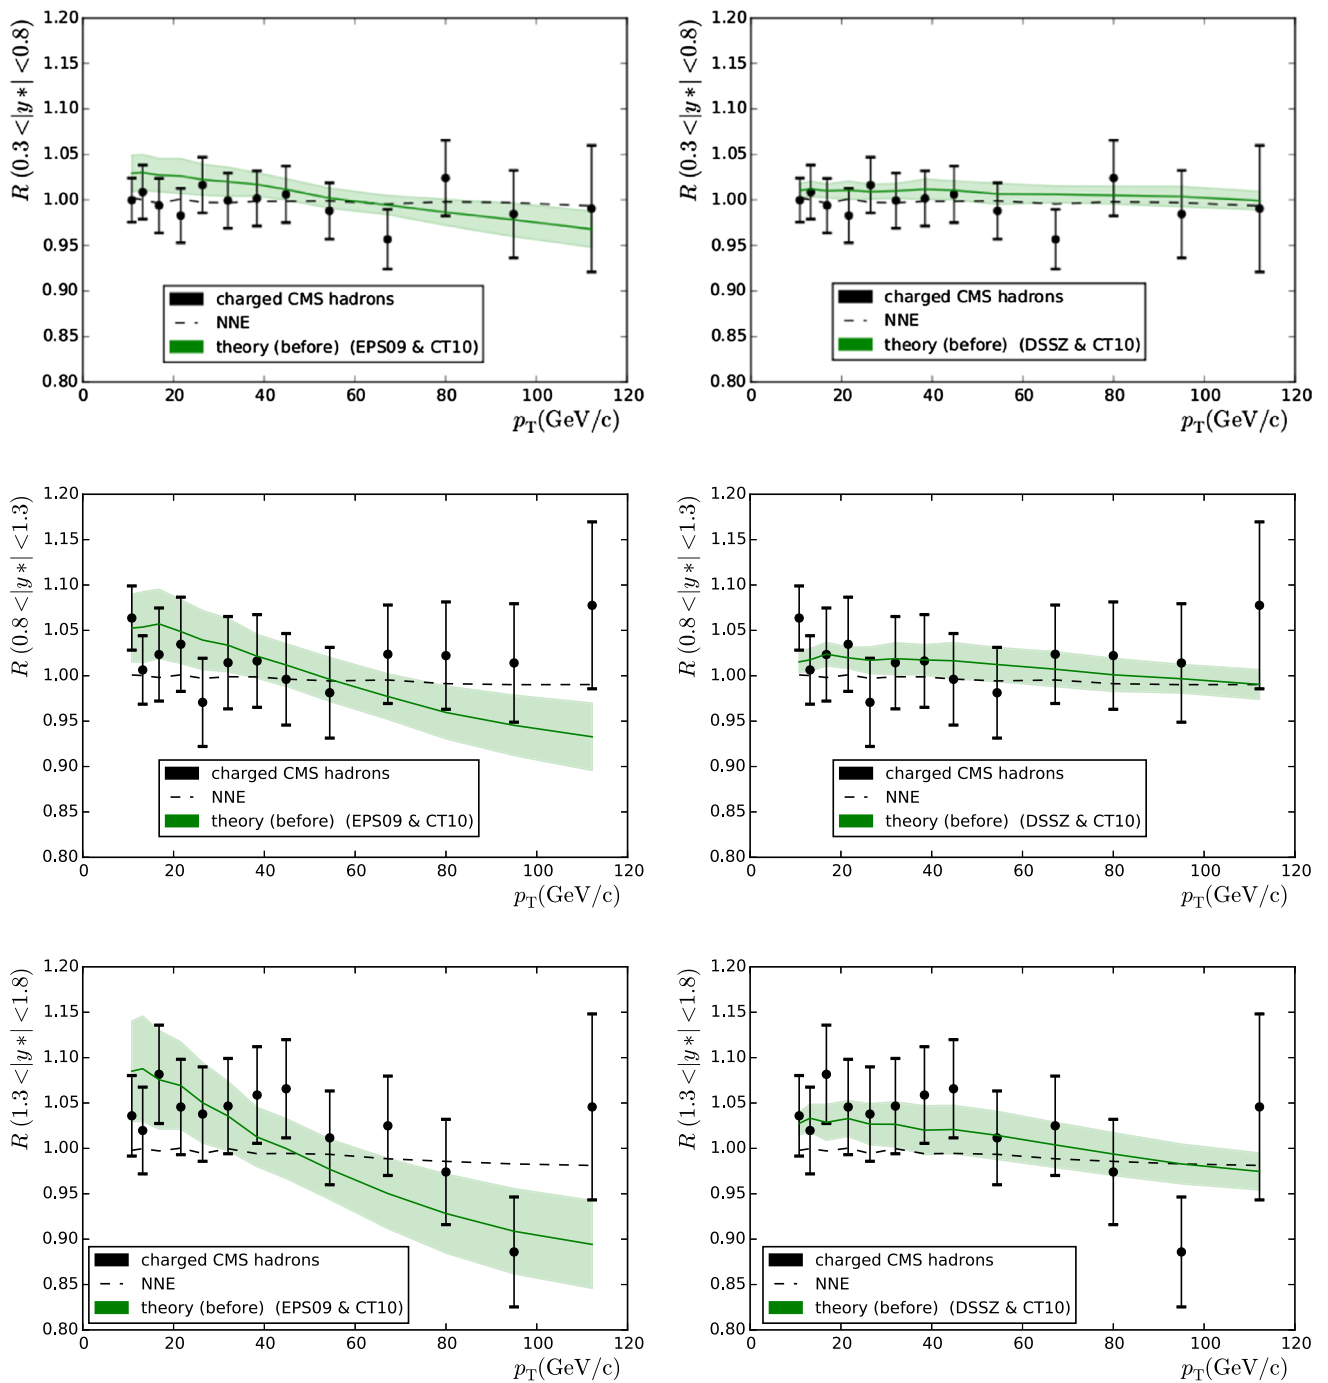 R (0.3 <|y*| <0.8)
1.20
1.15
1.10
1.05
1.00
0.95
0.90
0.85
0.80
charged CMS hadrons
NNE
theory (before) (EPS09 & CT10)
0 20 40 60 80 100 120
pT(GeV/c)
R (0.3 <|y*| <0.8)
1.20
1.15
1.10
1.05
1.00
0.95
0.90
0.85
0.80
charged CMS hadrons
NNE
theory (before) (DSSZ & CT10)
0 20 40 60 80 100 120
pT(GeV/c)
R (0.8 <|y*| <1.3)
1.20
1.15
1.10
1.05
1.00
0.95
0.90
0.85
0.80
charged CMS hadrons
NNE
theory (before) (EPS09 & CT10)
0 20 40 60 80 100 120
pT(GeV/c)
R (0.8 <|y*| <1.3)
1.20
1.15
1.10
1.05
1.00
0.95
0.90
0.85
0.80
charged CMS hadrons
NNE
theory (before) (DSSZ & CT10)
0 20 40 60 80 100 120
pT(GeV/c)
R (1.3 <|y*| <1.8)
1.20
1.15
1.10
1.05
1.00
0.95
0.90
0.85
0.80
charged CMS hadrons
NNE
theory (before) (EPS09 & CT10)
0 20 40 60 80 100 120
pT(GeV/c)
R (1.3 <|y*| <1.8)
1.20
1.15
1.10
1.05
1.00
0.95
0.90
0.85
0.80
charged CMS hadrons
NNE
theory (before) (DSSZ & CT10)
0 20 40 60 80 100 120
pT(GeV/c)